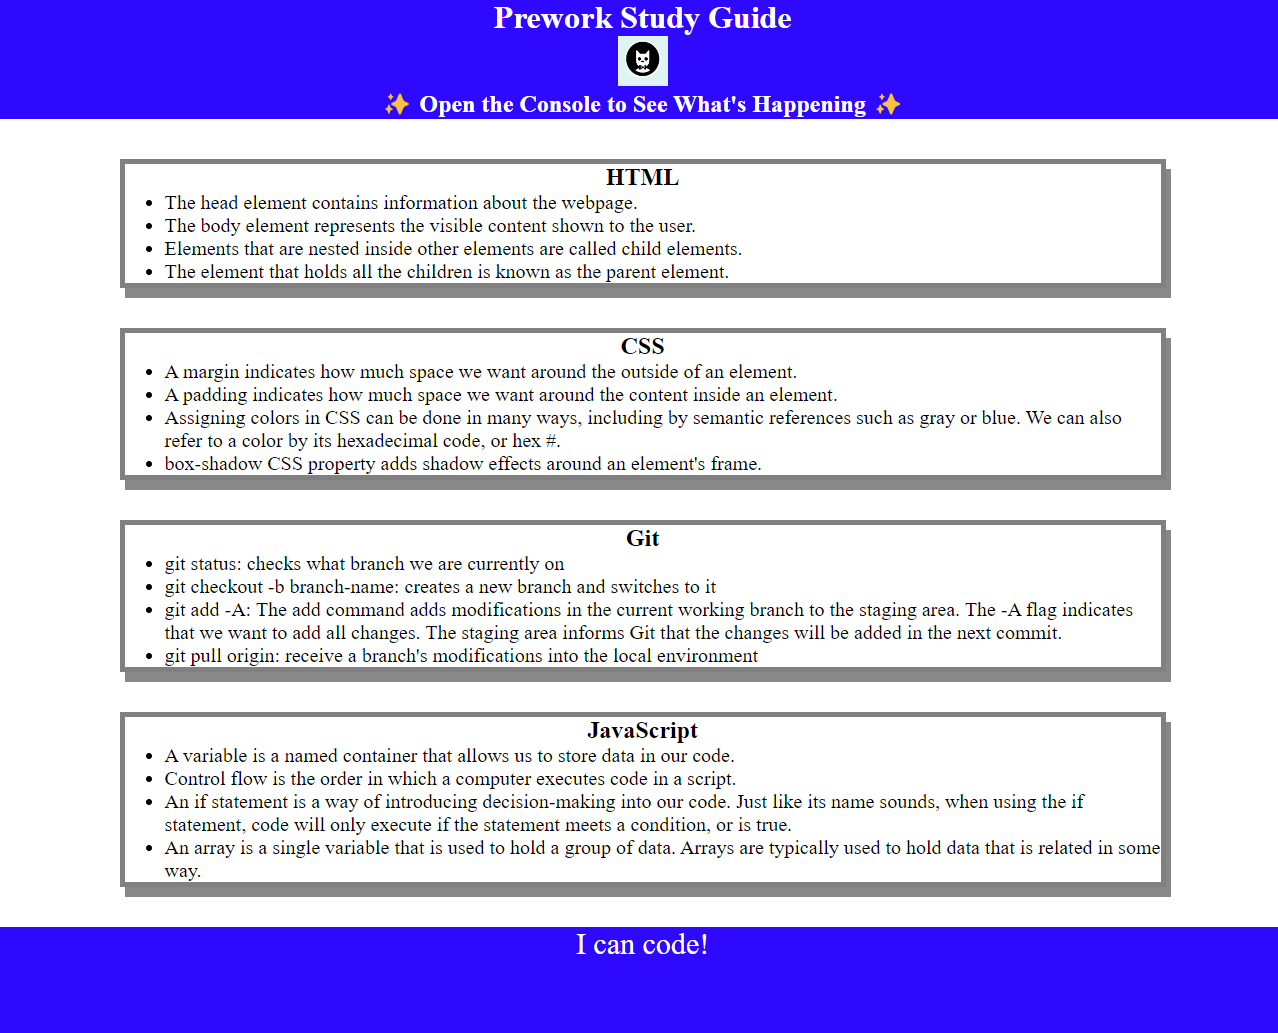 Prework Study Guide
✨ Open the Console to See What's Happening ✨
HTML
• The head element contains information about the webpage.
• The body element represents the visible content shown to the user.
• Elements that are nested inside other elements are called child elements.
• The element that holds all the children is known as the parent element.
CSS
• A margin indicates how much space we want around the outside of an element.
• A padding indicates how much space we want around the content inside an element.
• Assigning colors in CSS can be done in many ways, including by semantic references such as gray or blue. We can also
refer to a color by its hexadecimal code, or hex #.
• box-shadow CSS property adds shadow effects around an element's frame.
Git
• git status: checks what branch we are currently on
• git checkout -b branch-name: creates a new branch and switches to it
• git add -A: The add command adds modifications in the current working branch to the staging area. The -A flag indicates
that we want to add all changes. The staging area informs Git that the changes will be added in the next commit.
• git pull origin: receive a branch's modifications into the local environment
JavaScript
• A variable is a named container that allows us to store data in our code.
• Control flow is the order in which a computer executes code in a script.
• An if statement is a way of introducing decision-making into our code. Just like its name sounds, when using the if
statement, code will only execute if the statement meets a condition, or is true.
• An array is a single variable that is used to hold a group of data. Arrays are typically used to hold data that is related in some
way.
I can code!